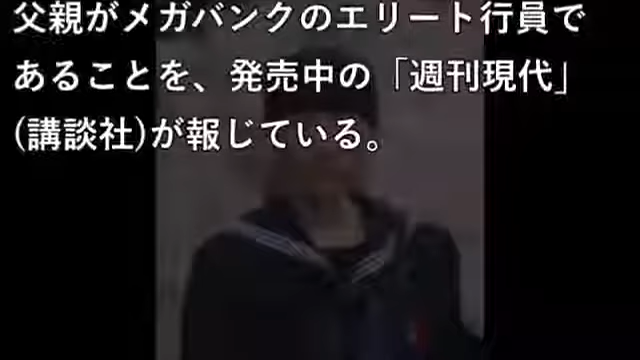 父親がメガバンクのエリート行員で
あることを、発売中の「週刊現代」
(講談社)が報じている。